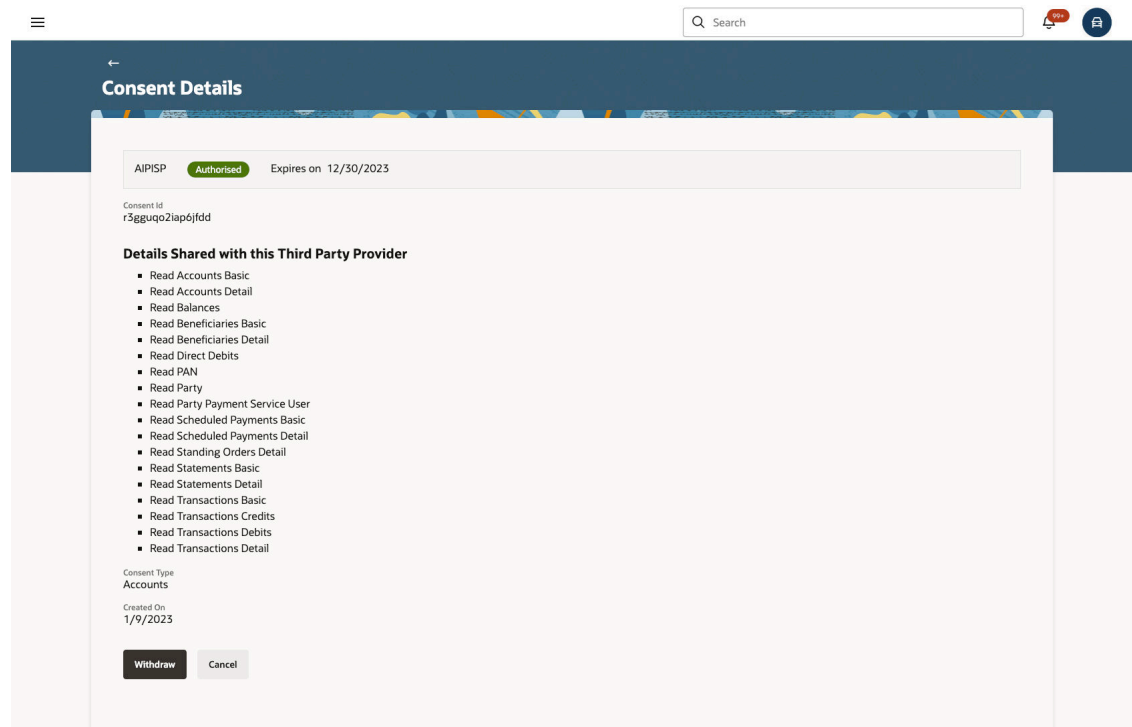 Search
99+
←
Consent Details
AIPISP Authorised Expires on 12/30/2023
Consent Id
r3gguqo2iap6jfdd
Details Shared with this Third Party Provider
▪ Read Accounts Basic
▪ Read Accounts Detail
▪ Read Balances
▪ Read Beneficiaries Basic
▪ Read Beneficiaries Detail
▪ Read Direct Debits
▪ Read PAN
▪ Read Party
▪ Read Party Payment Service User
▪ Read Scheduled Payments Basic
▪ Read Scheduled Payments Detail
▪ Read Standing Orders Detail
▪ Read Statements Basic
▪ Read Statements Detail
▪ Read Transactions Basic
▪ Read Transactions Credits
▪ Read Transactions Debits
▪ Read Transactions Detail
Consent Type
Accounts
Created On
1/9/2023
Withdraw Cancel